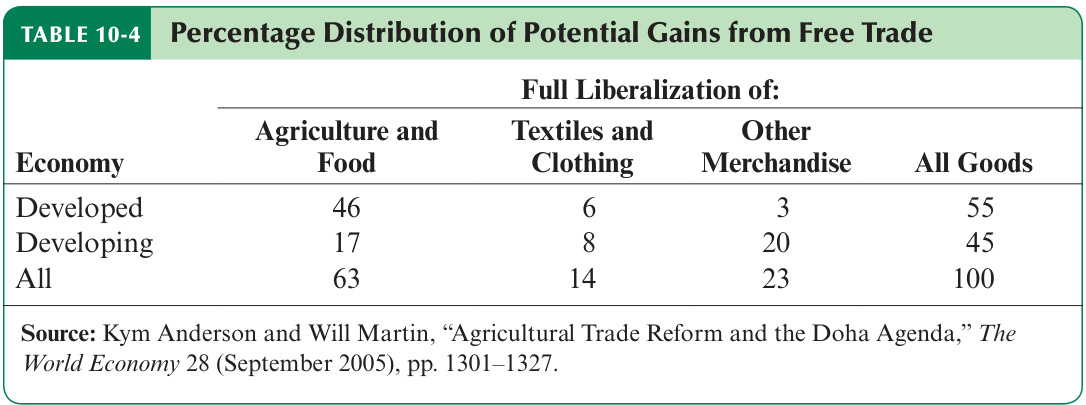 TABLE 10-4 Percentage Distribution of Potential Gains from Free Trade
Full Liberalization of:
Economy Agriculture and Food Textiles and Clothing Other Merchandise All Goods
Developed 46 6 3 55
Developing 17 8 20 45
All 63 14 23 100
Source: Kym Anderson and Will Martin, “Agricultural Trade Reform and the Doha Agenda,” The
World Economy 28 (September 2005), pp. 1301–1327.